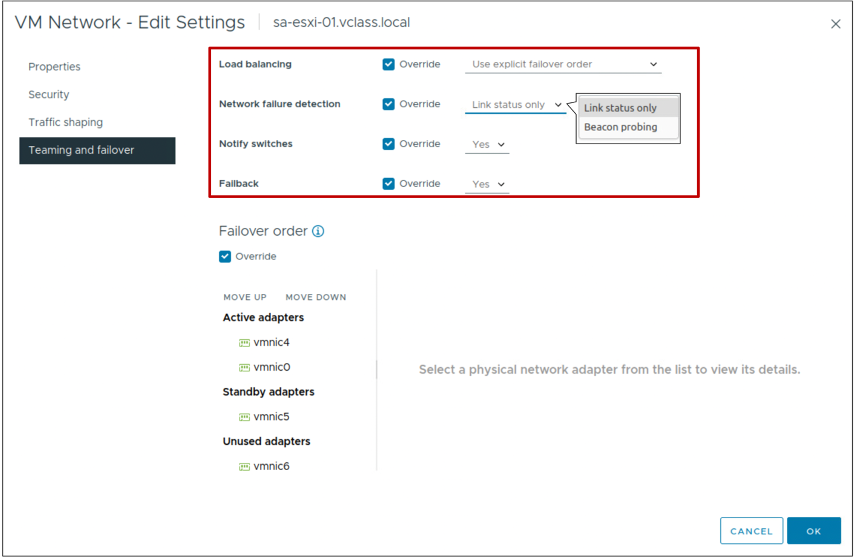 VM Network - Edit Settings | sa-esxi-01.vclass.local
Properties
Security
Traffic shaping
Teaming and failover
Load balancing Override Use explicit failover order
Network failure detection Override Link status only
Link status only
Beacon probing
Notify switches Override Yes
Failback Override Yes
Failover order
Override
MOVE UP MOVE DOWN
Active adapters
vmnic4
vmnic0
Standby adapters
vmnic5
Unused adapters
vmnic6
Select a physical network adapter from the list to view its details.
CANCEL OK